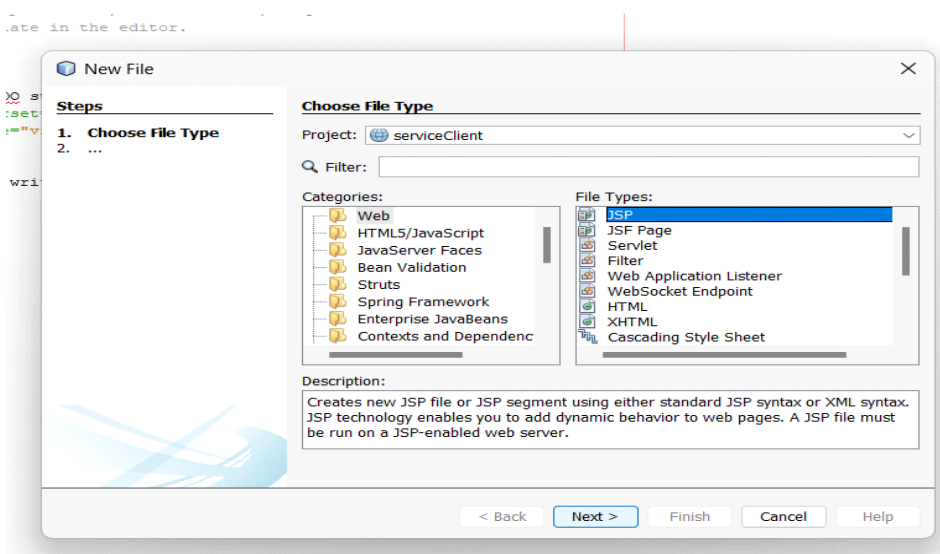 late in the editor.
New File
Steps
1. Choose File Type
2. ...
Choose File Type
Project: serviceClient
Filter:
Categories:
Web
HTML5/JavaScript
JavaServer Faces
Bean Validation
Struts
Spring Framework
Enterprise JavaBeans
Contexts and Dependenc
File Types:
JSP
JSF Page
Servlet
Filter
Web Application Listener
WebSocket Endpoint
HTML
XHTML
Cascading Style Sheet
Description:
Creates new JSP file or JSP segment using either standard JSP syntax or XML syntax.
JSP technology enables you to add dynamic behavior to web pages. A JSP file must
be run on a JSP-enabled web server.
< Back Next > Finish Cancel Help